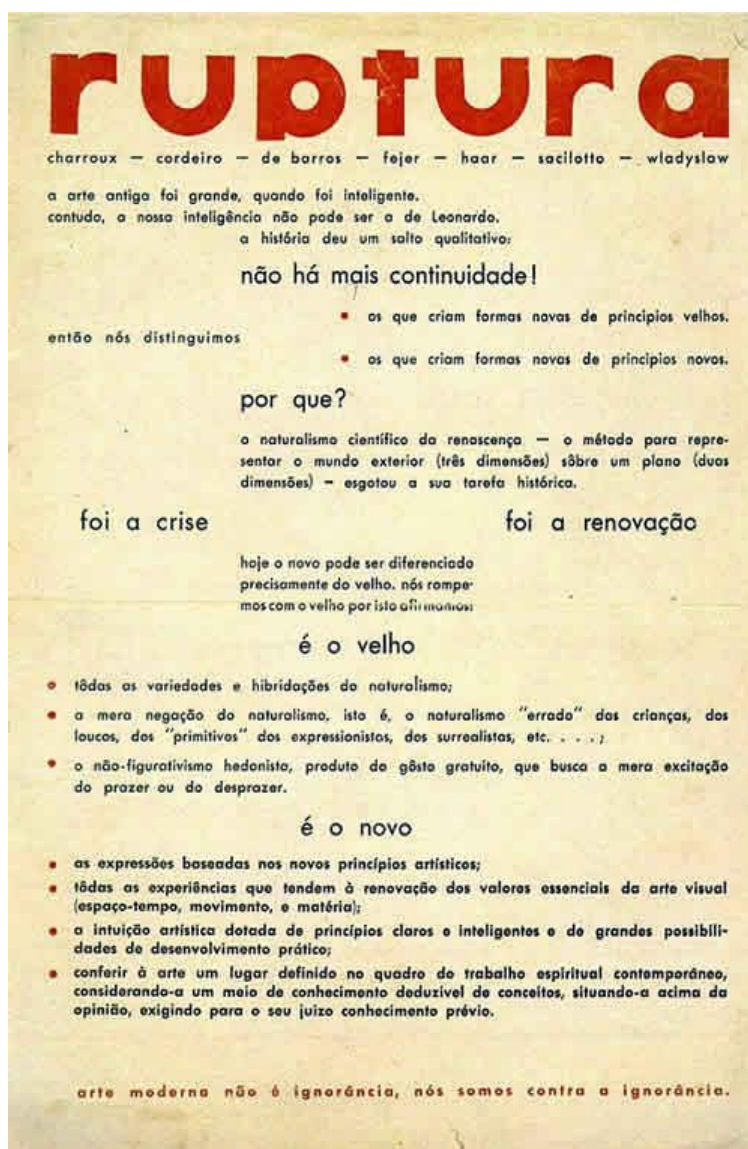 ruptura
charroux – cordeiro – de barros – fejer – haar – sacilotto – wladyslaw
a arte antiga foi grande, quando foi inteligente.
contudo, a nossa inteligência não pode ser a de Leonardo.
a história deu um salto qualitativo:
não há mais continuidade!
• os que criam formas novas de princípios velhos.
então nós distinguimos
• os que criam formas novas de princípios novos.
por que?
o naturalismo científico da renascença — o método para repre-
sentar o mundo exterior (três dimensões) sôbre um plano (duas
dimensões) — esgotou a sua tarefa histórica.
foi a crise foi a renovação
hoje o novo pode ser diferenciado
precisamente do velho. nós rompe-
mos com o velho por isto afirmamos:
é o velho
• tôdas as variedades e hibridações do naturalismo;
• a mera negação do naturalismo, isto é, o naturalismo "errado" das crianças, dos
loucos, dos "primitivos" dos expressionistas, dos surrealistas, etc. . . . ;
• o não-figurativismo hedonista, produto do gôsto gratuito, que busca a mera excitação
do prazer ou do desprazer.
é o novo
• as expressões baseadas nos novos princípios artísticos;
• tôdas as experiências que tendem à renovação dos valores essenciais da arte visual
(espaço-tempo, movimento, e matéria);
• a intuição artística dotada de princípios claros e inteligentes e de grandes possibili-
dades de desenvolvimento prático;
• conferir à arte um lugar definido no quadro do trabalho espiritual contemporâneo,
considerando-a um meio de conhecimento deduzível de conceitos, situando-a acima da
opinião, exigindo para o seu juízo conhecimento prévio.
arte moderna não é ignorância, nós somos contra a ignorância.